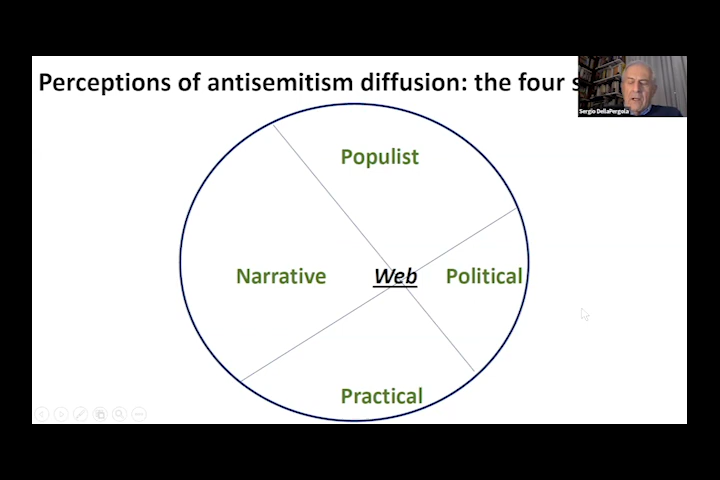 Perceptions of antisemitism diffusion: the four
Sergio DellaPergola
Populist
Narrative
Web
Political
Practical